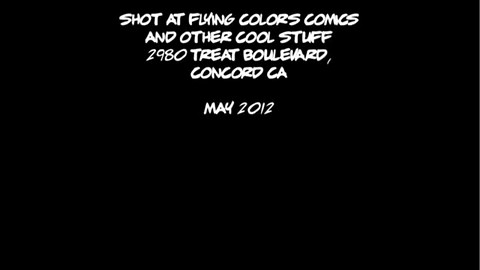 SHOT AT FLYING COLORS COMICS
AND OTHER COOL STUFF
2980 TREAT BOULEVARD,
CONCORD CA
MAY 2012